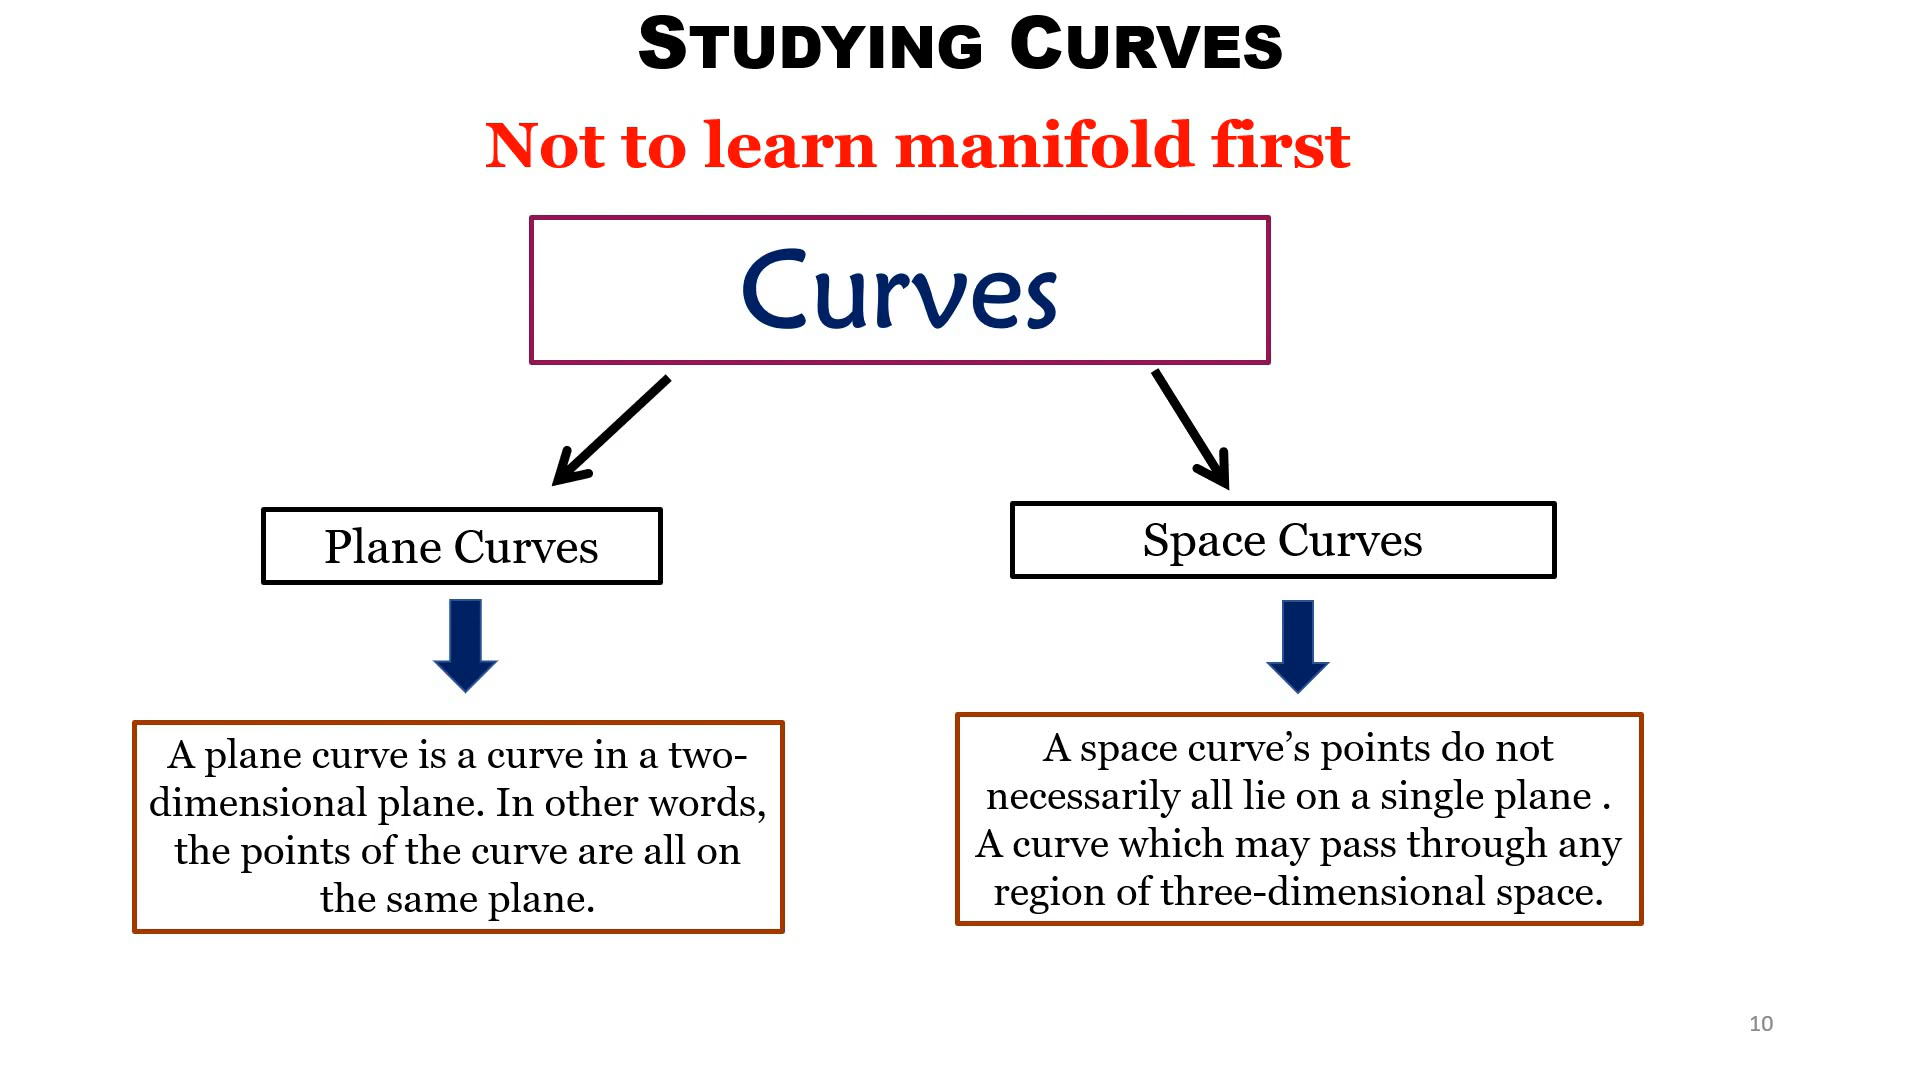 STUDYING CURVES
Not to learn manifold first
Curves
Plane Curves
Space Curves
A plane curve is a curve in a two-
dimensional plane. In other words,
the points of the curve are all on
the same plane.
A space curve’s points do not
necessarily all lie on a single plane .
A curve which may pass through any
region of three-dimensional space.
10